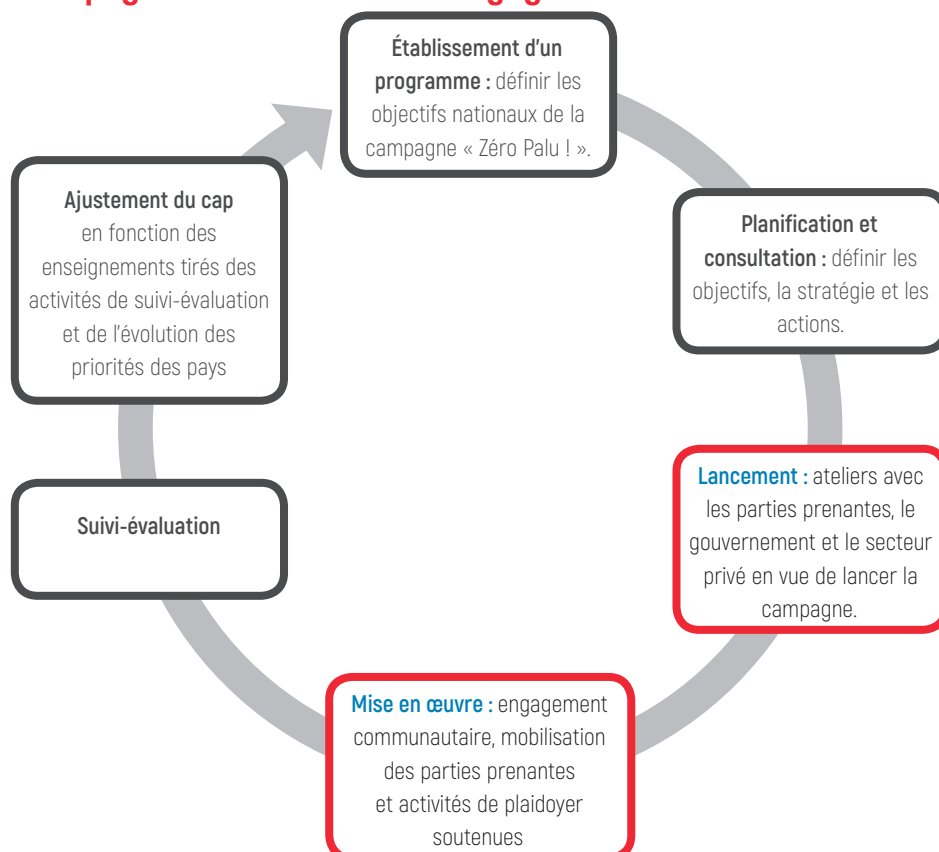 Établissement d'un
programme : définir les
objectifs nationaux de la
campagne « Zéro Palu ! ».
Planification et
consultation : définir les
objectifs, la stratégie et les
actions.
Lancement : ateliers avec
les parties prenantes, le
gouvernement et le secteur
privé en vue de lancer la
campagne.
Mise en œuvre : engagement
communautaire, mobilisation
des parties prenantes
et activités de plaidoyer
soutenues
Suivi-évaluation
Ajustement du cap
en fonction des
enseignements tirés des
activités de suivi-évaluation
et de l'évolution des
priorités des pays